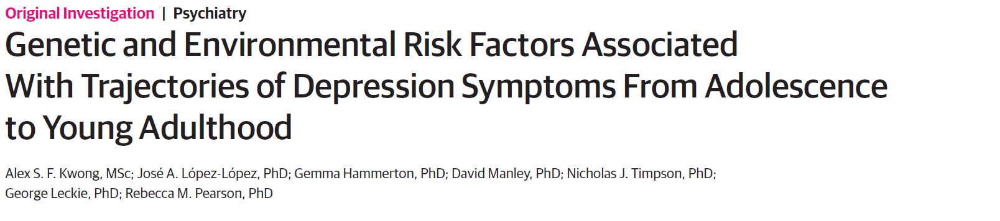 Original Investigation | Psychiatry
Genetic and Environmental Risk Factors Associated
With Trajectories of Depression Symptoms From Adolescence
to Young Adulthood
Alex S. F. Kwong, MSc; José A. López-López, PhD; Gemma Hammerton, PhD; David Manley, PhD; Nicholas J. Timpson, PhD;
George Leckie, PhD; Rebecca M. Pearson, PhD